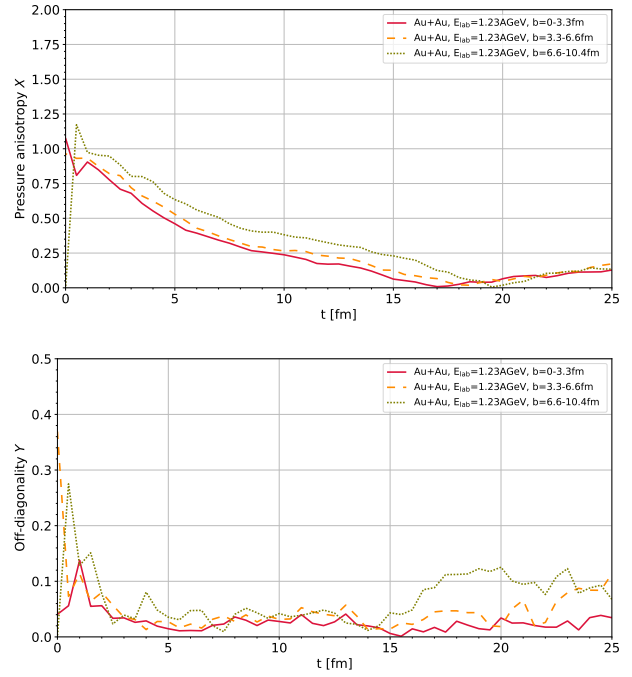 2.00
1.75
1.50
1.25
1.00
0.75
0.50
0.25
0.00
Pressure anisotropy X
Au+Au, E_lab=1.23AGeV, b=0-3.3fm
Au+Au, E_lab=1.23AGeV, b=3.3-6.6fm
Au+Au, E_lab=1.23AGeV, b=6.6-10.4fm
0 5 10 15 20 25
t [fm]
0.5
0.4
0.3
0.2
0.1
0.0
Off-diagonality Y
Au+Au, E_lab=1.23AGeV, b=0-3.3fm
Au+Au, E_lab=1.23AGeV, b=3.3-6.6fm
Au+Au, E_lab=1.23AGeV, b=6.6-10.4fm
0 5 10 15 20 25
t [fm]